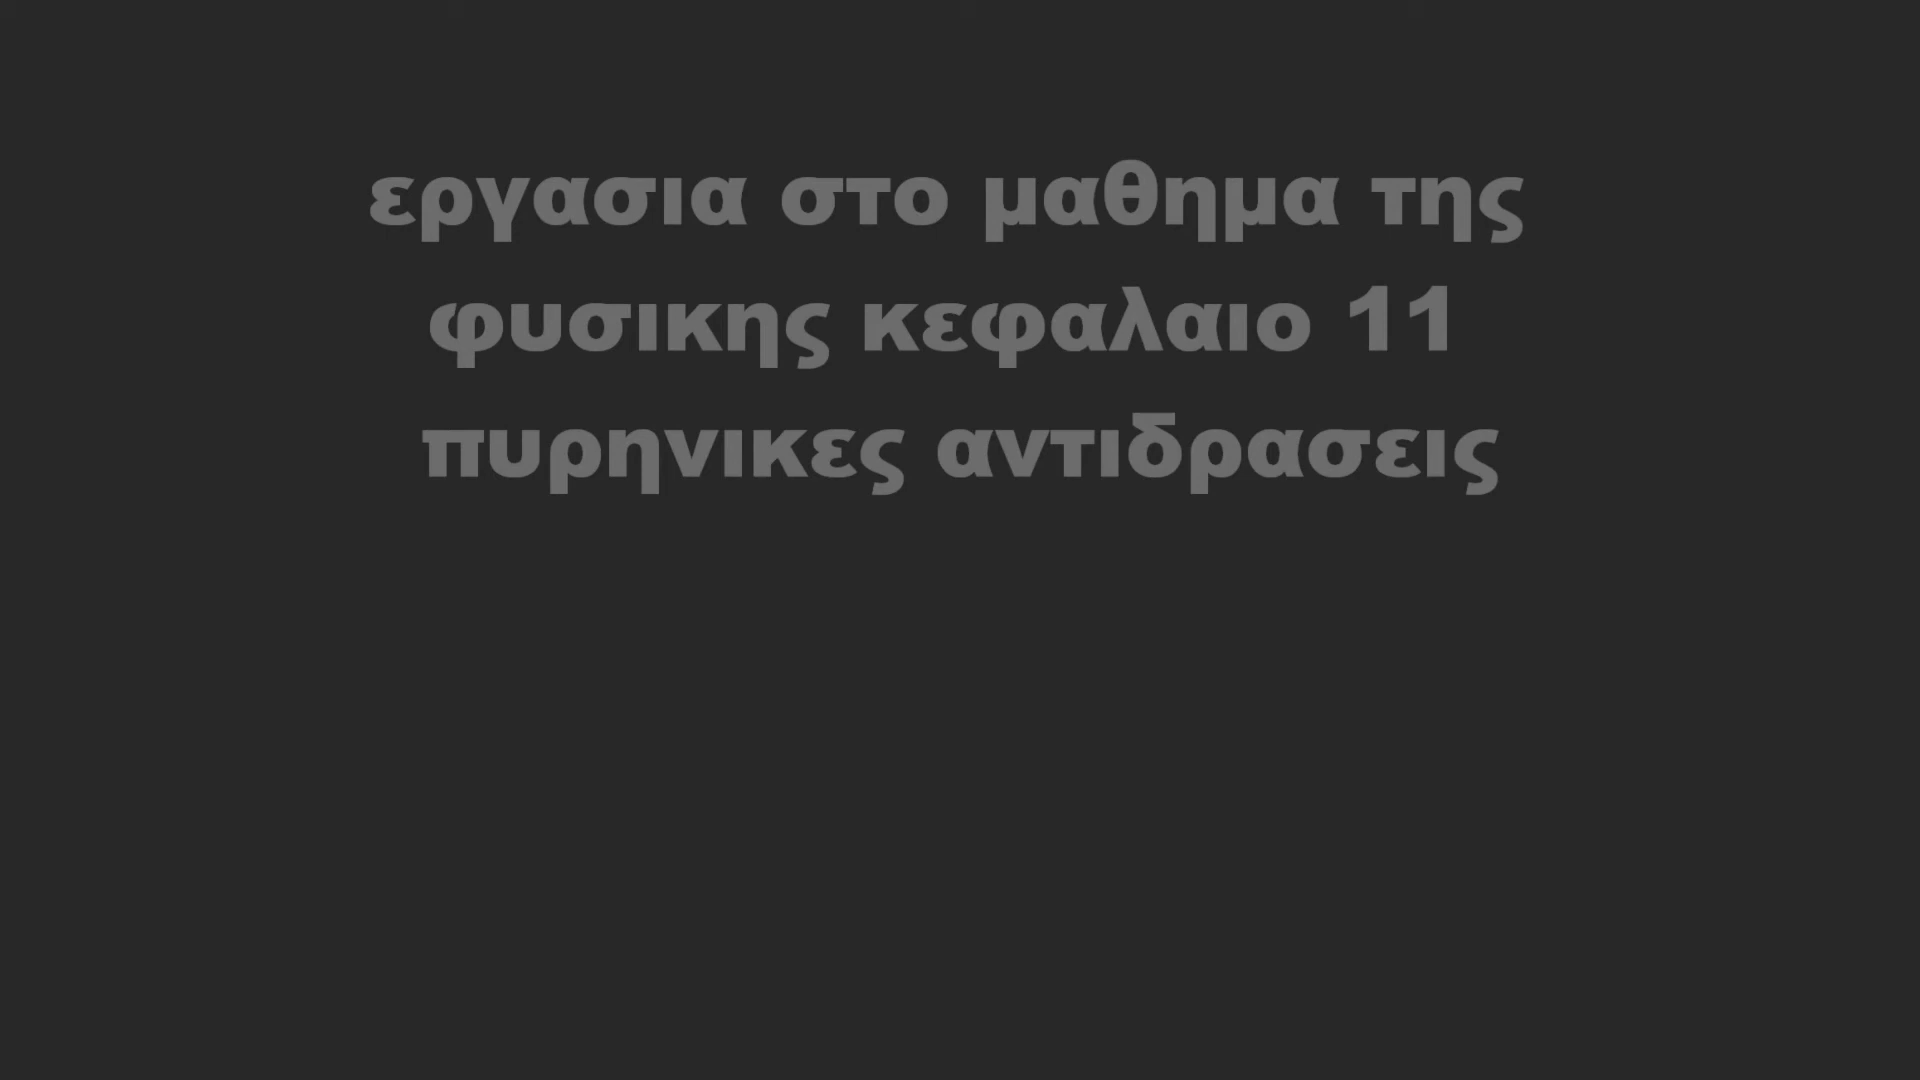 εργασια στο μαθημα της
φυσικης κεφαλαιο 11
πυρηνικες αντιδρασεις